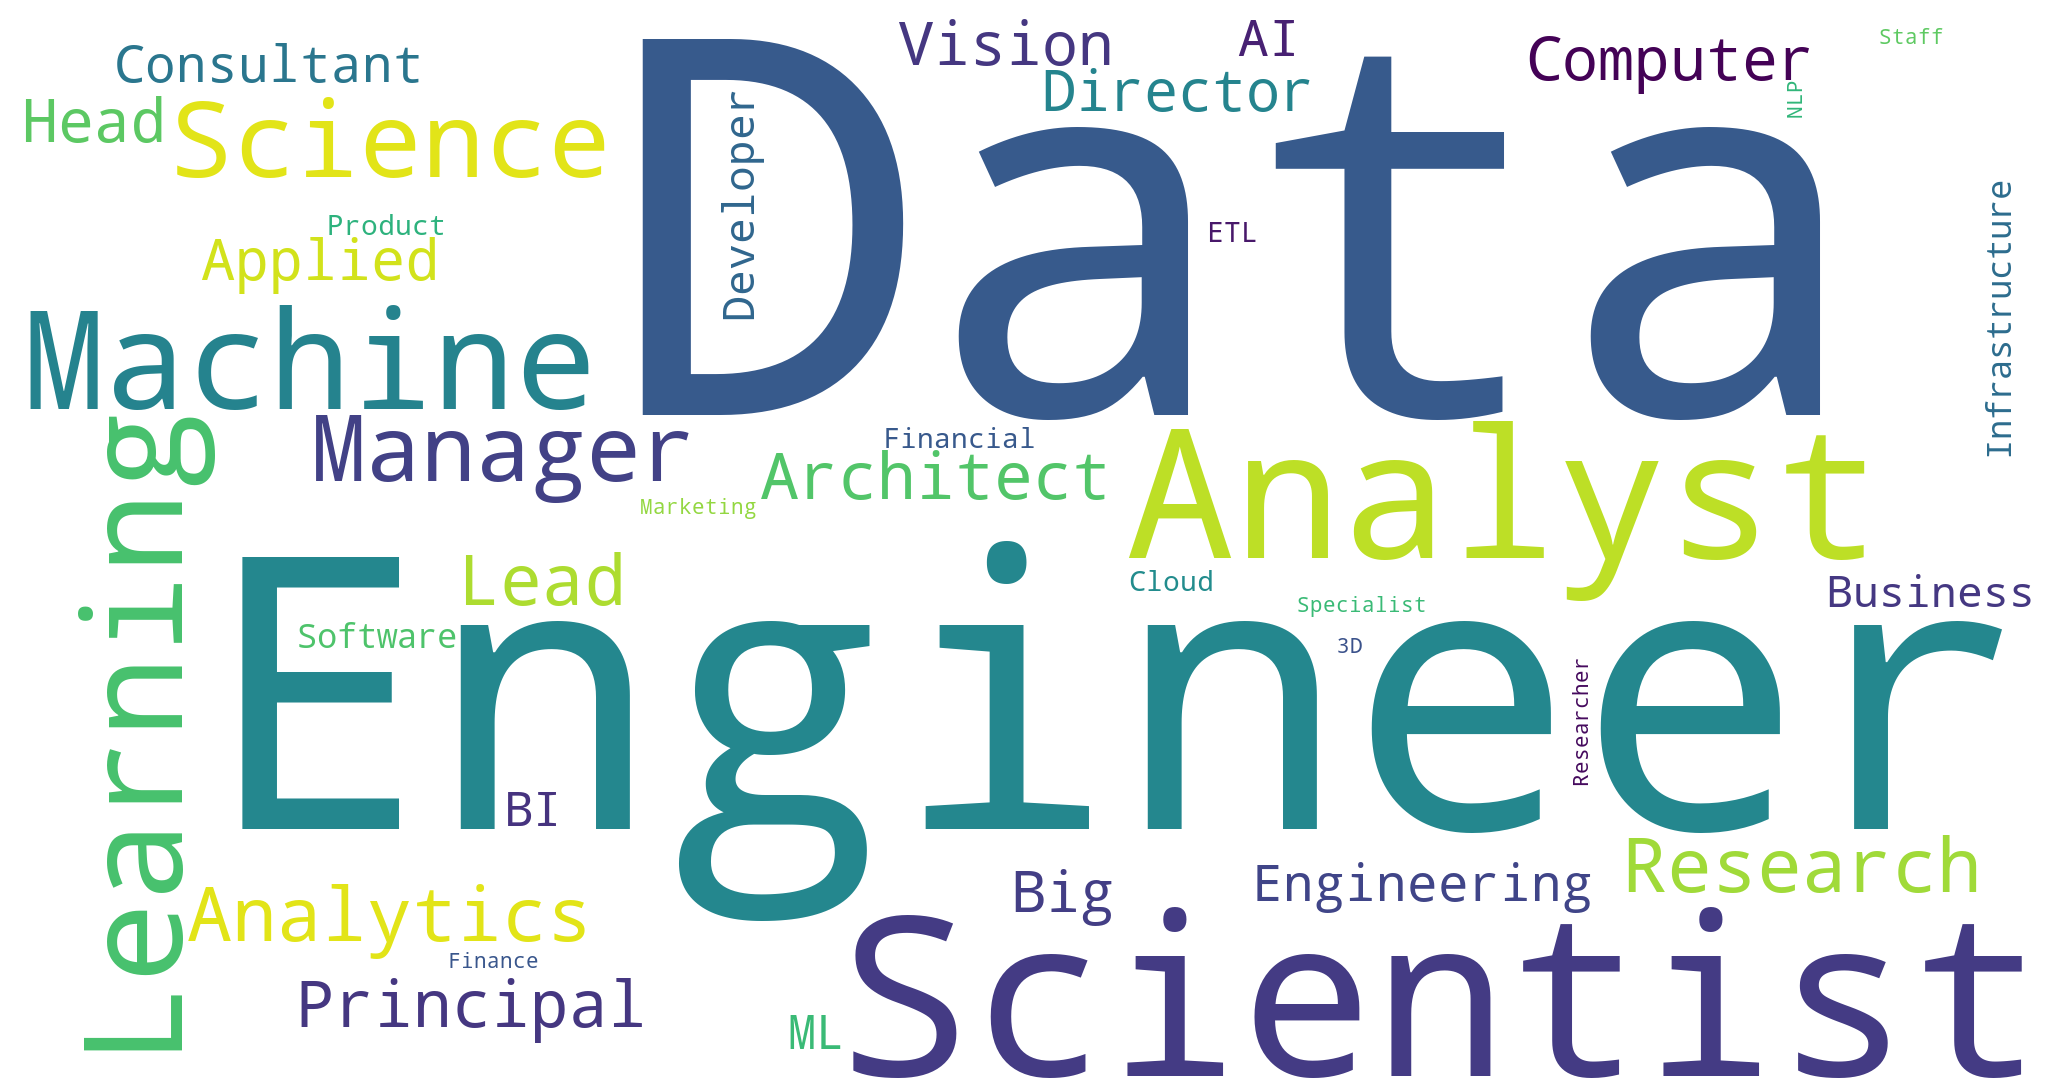 Consultant
Vision
AI
Computer
Staff
Head
Science
Data
Director
NLP
Developer
Product
Applied
ETL
Infrastructure
Machine
Learning
Manager
Financial
Architect
Analyst
Marketing
Engineer
Lead
Cloud
Business
Software
Specialist
3D
Researcher
BI
Research
Big
Engineering
Analytics
Finance
Scientist
Principal
ML